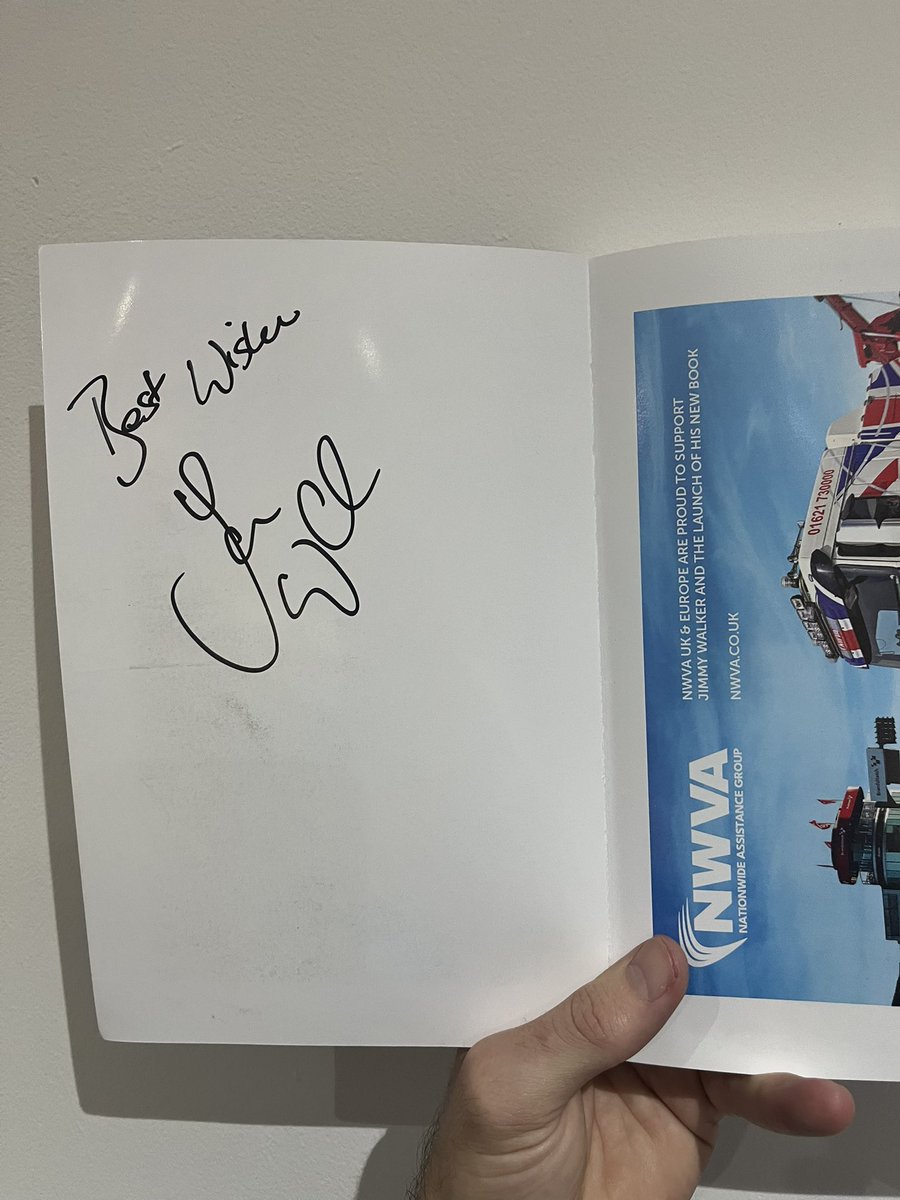 Best Wishes
NWVA UK & EUROPE ARE PROUD TO SUPPORT
JIMMY WALKER AND THE LAUNCH OF HIS NEW BOOK
NWVA.CO.UK
NWVA
NATIONWIDE ASSISTANCE GROUP
01621 730000